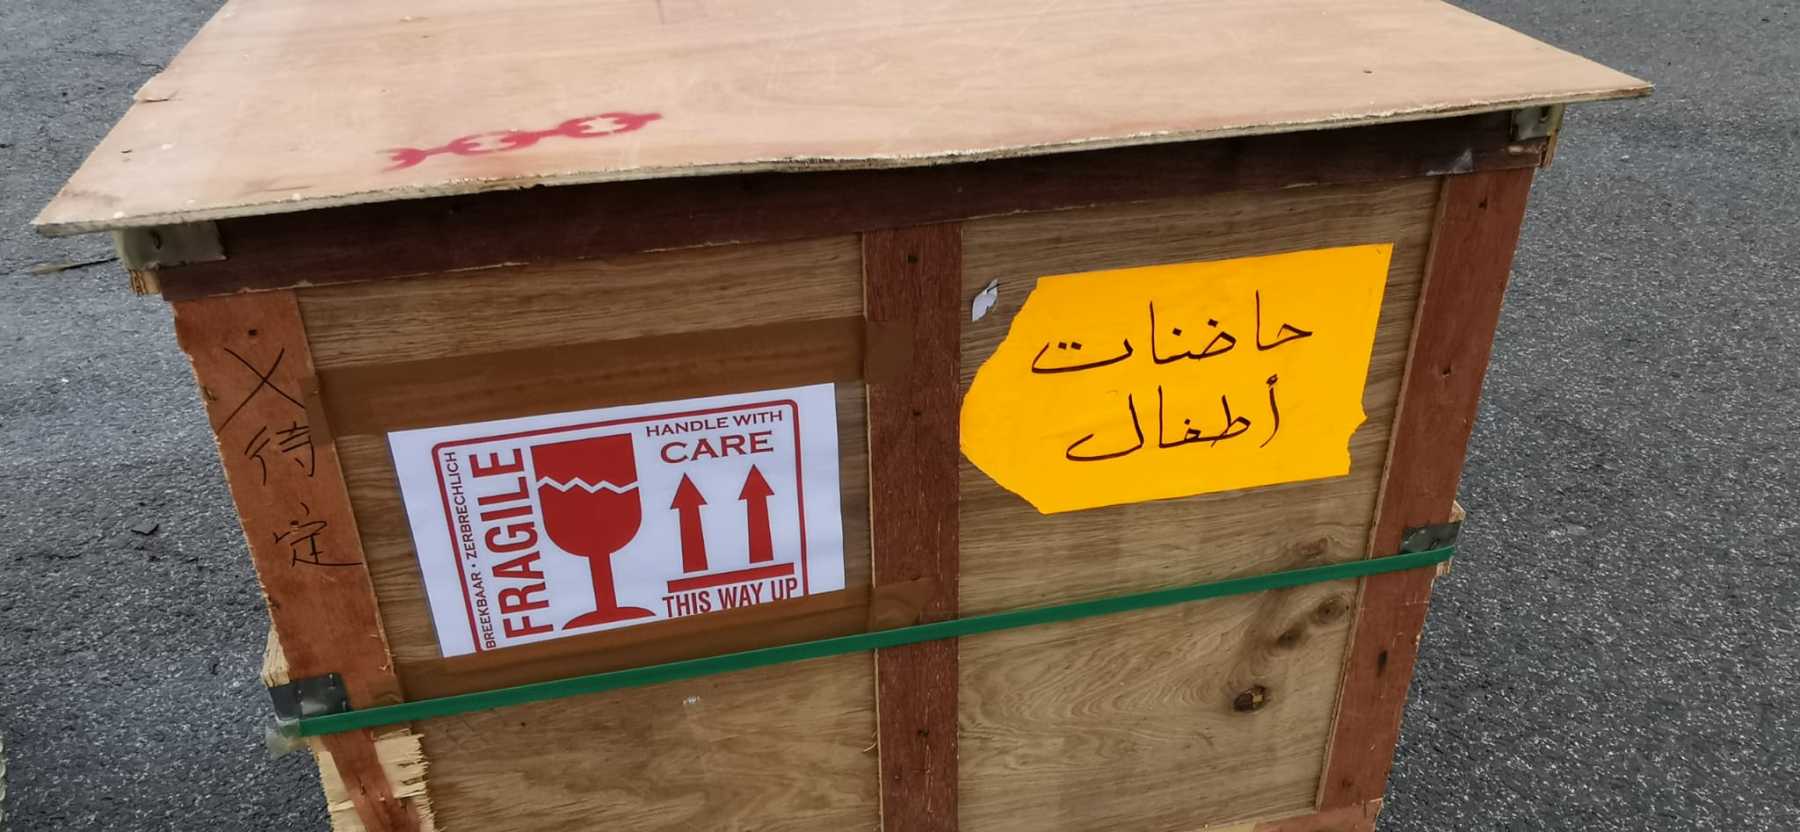 X
待
定
BREEKBAAR · ZERBRECHLICH
FRAGILE
HANDLE WITH
CARE
THIS WAY UP
حاضنات
أطفال